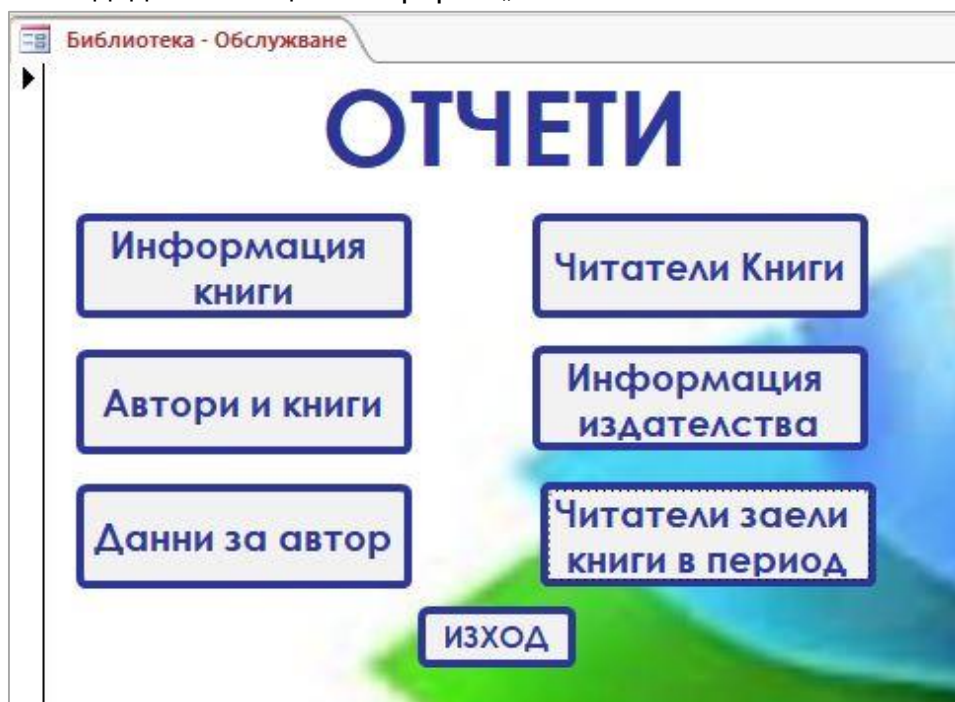 Библиотека - Обслужване
ОТЧЕТИ
Информация
книги
Читатели Книги
Автори и книги
Информация
издателства
Данни за автор
Читатели заели
книги в период
ИЗХОД